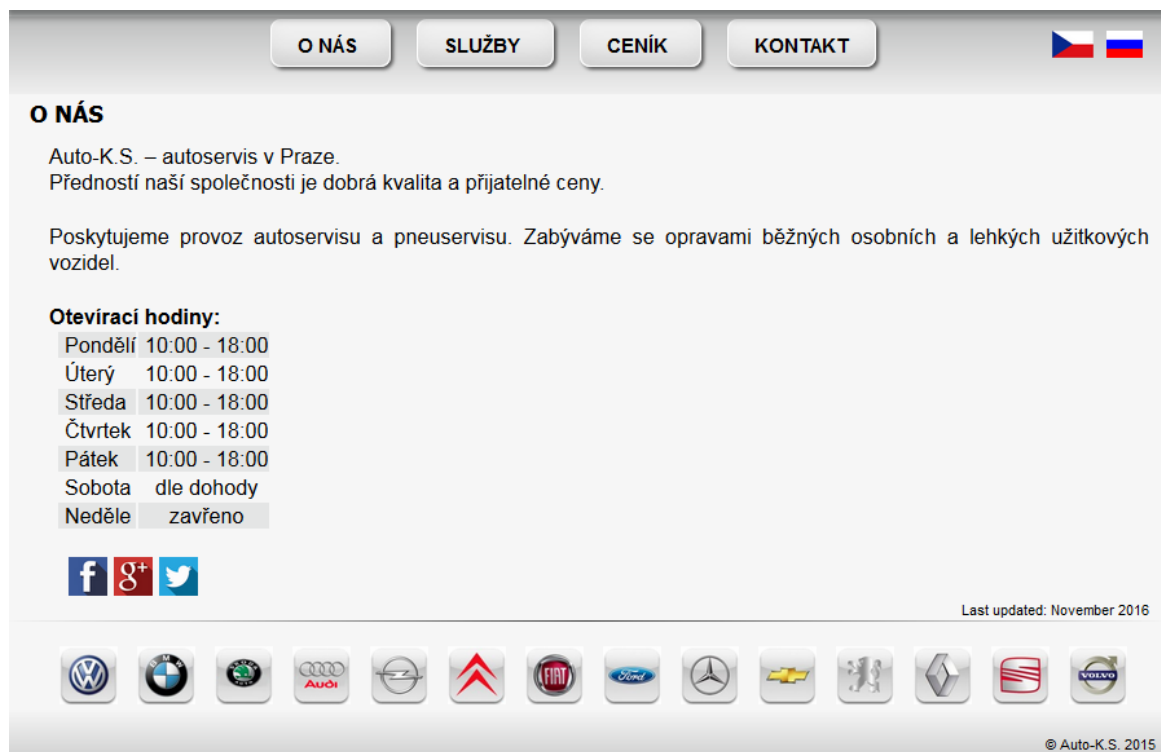 O NÁS SLUŽBY CENÍK KONTAKT
O NÁS
Auto-K.S. – autoservis v Praze.
Předností naší společnosti je dobrá kvalita a přijatelné ceny.
Poskytujeme provoz autoservisu a pneuservisu. Zabýváme se opravami běžných osobních a lehkých užitkových
vozidel.
Otevírací hodiny:
Pondělí 10:00 - 18:00
Úterý 10:00 - 18:00
Středa 10:00 - 18:00
Čtvrtek 10:00 - 18:00
Pátek 10:00 - 18:00
Sobota dle dohody
Neděle zavřeno
f g+
Last updated: November 2016
BMW Audi FIAT Ford VOLVO
© Auto-K.S. 2015